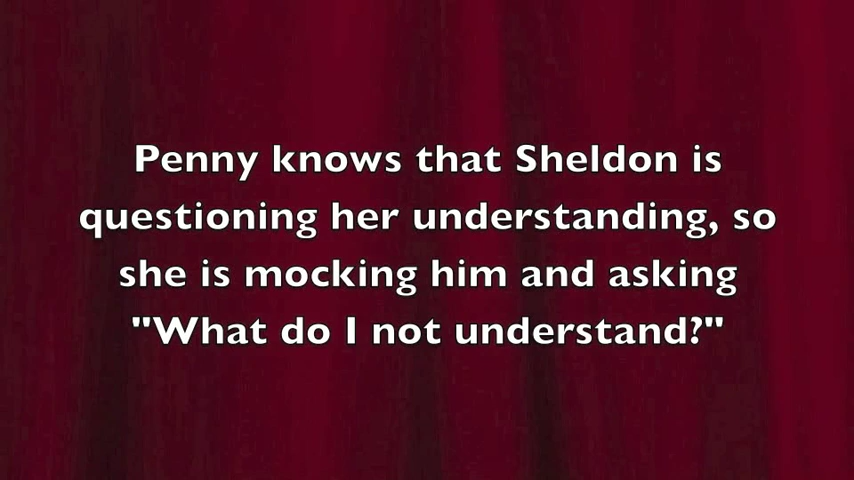 Penny knows that Sheldon is
questioning her understanding, so
she is mocking him and asking
"What do I not understand?"